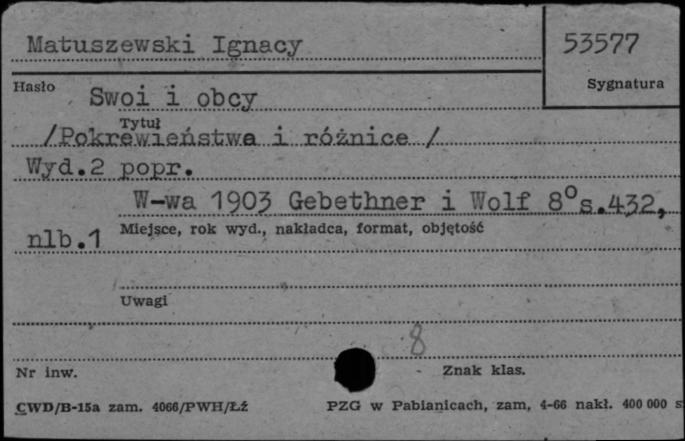 Matuszewski Ignacy
53577
Hasło
Sygnatura
Swoi i obcy
Tytuł
/Pokrewieństwa i różnice /
Wyd.2 popr.
W-wa 1903 Gebethner i Wolf 8° s.432,
nlb.1
Miejsce, rok wyd., nakładca, format, objętość
Uwagi
8
Nr inw.
Znak klas.
CWD/B-15a zam. 4066/PWH/Łź
PZG w Pabianicach, zam, 4-66 nakł. 400 000 s